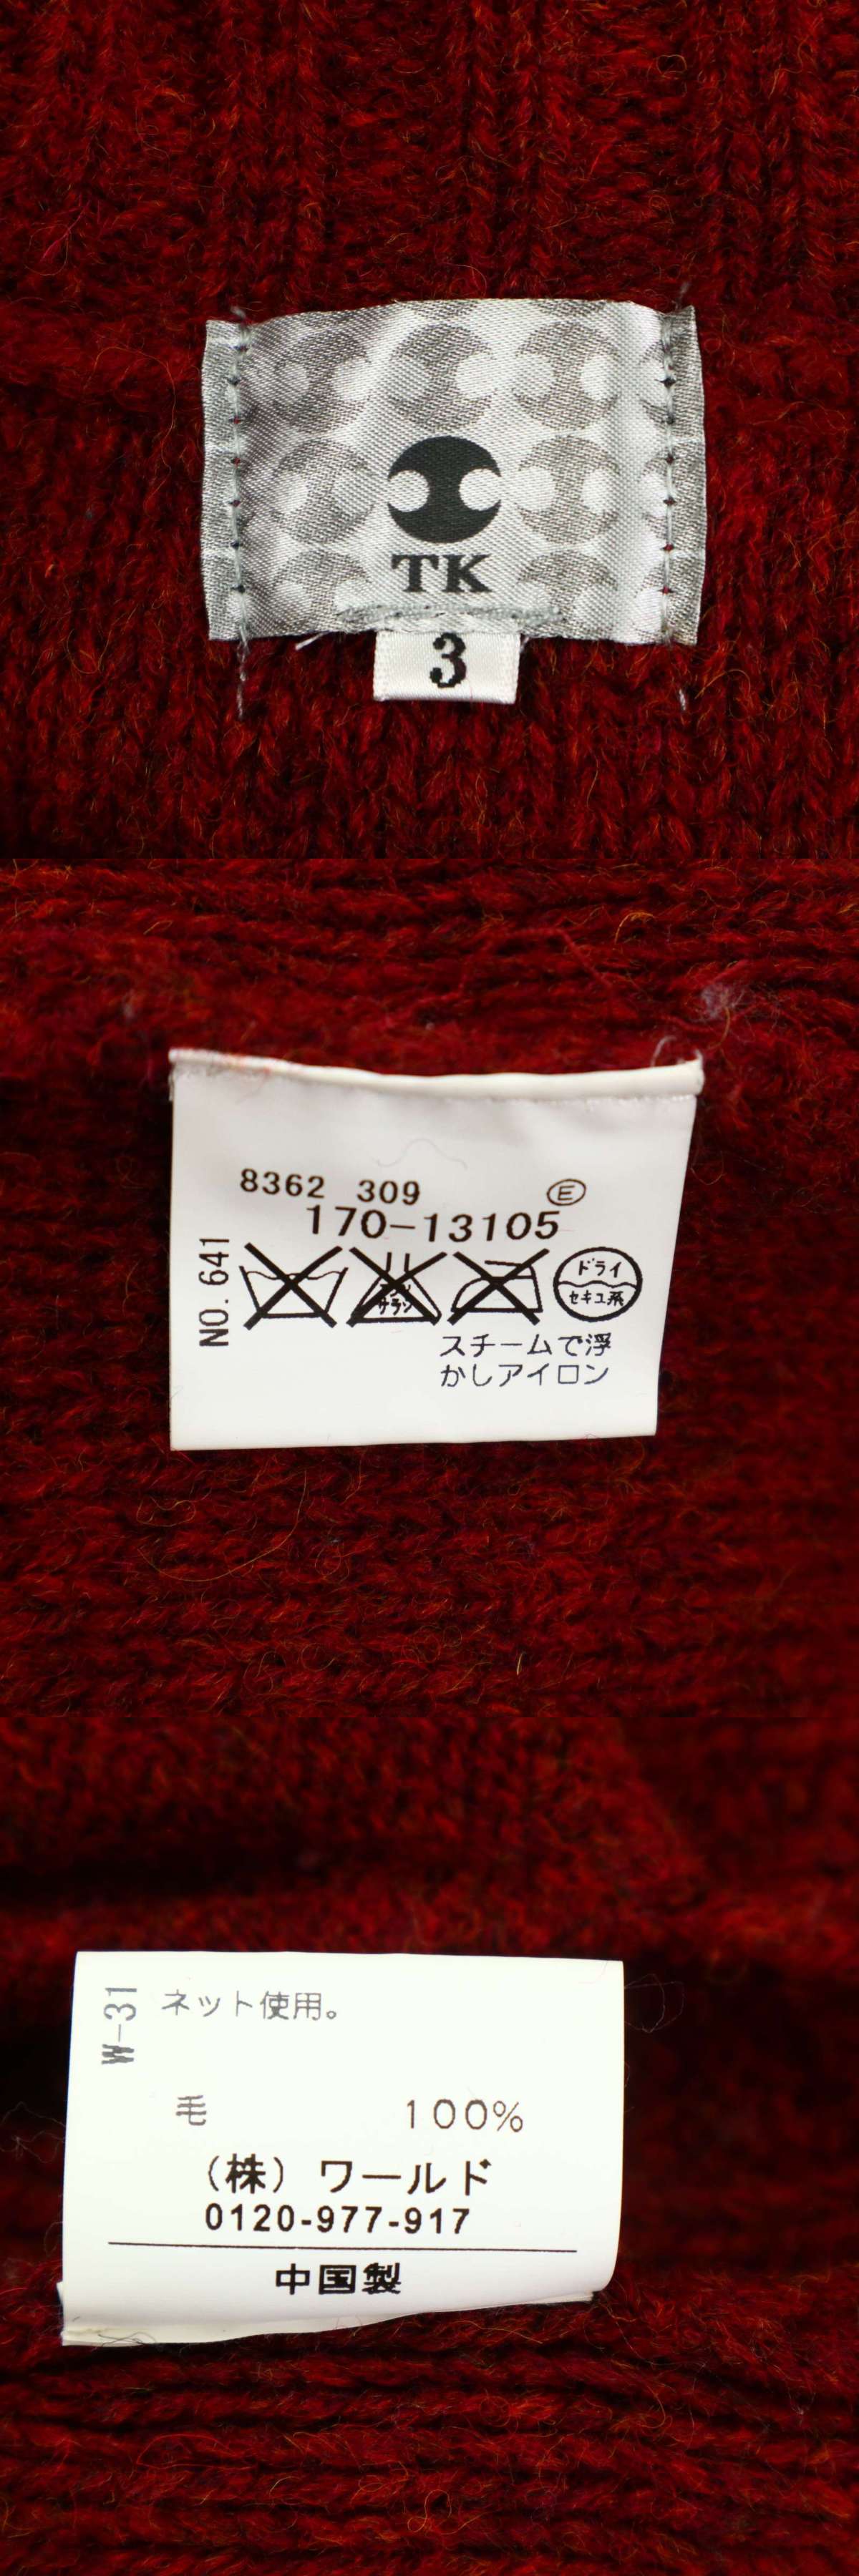 TK
3
8362 309 Ⓔ
170-13105
NO. 641
サラシ
ドライ
セキユ系
スチームで浮
かしアイロン
W-31
ネット使用。
毛 100%
(株) ワールド
0120-977-917
中国製